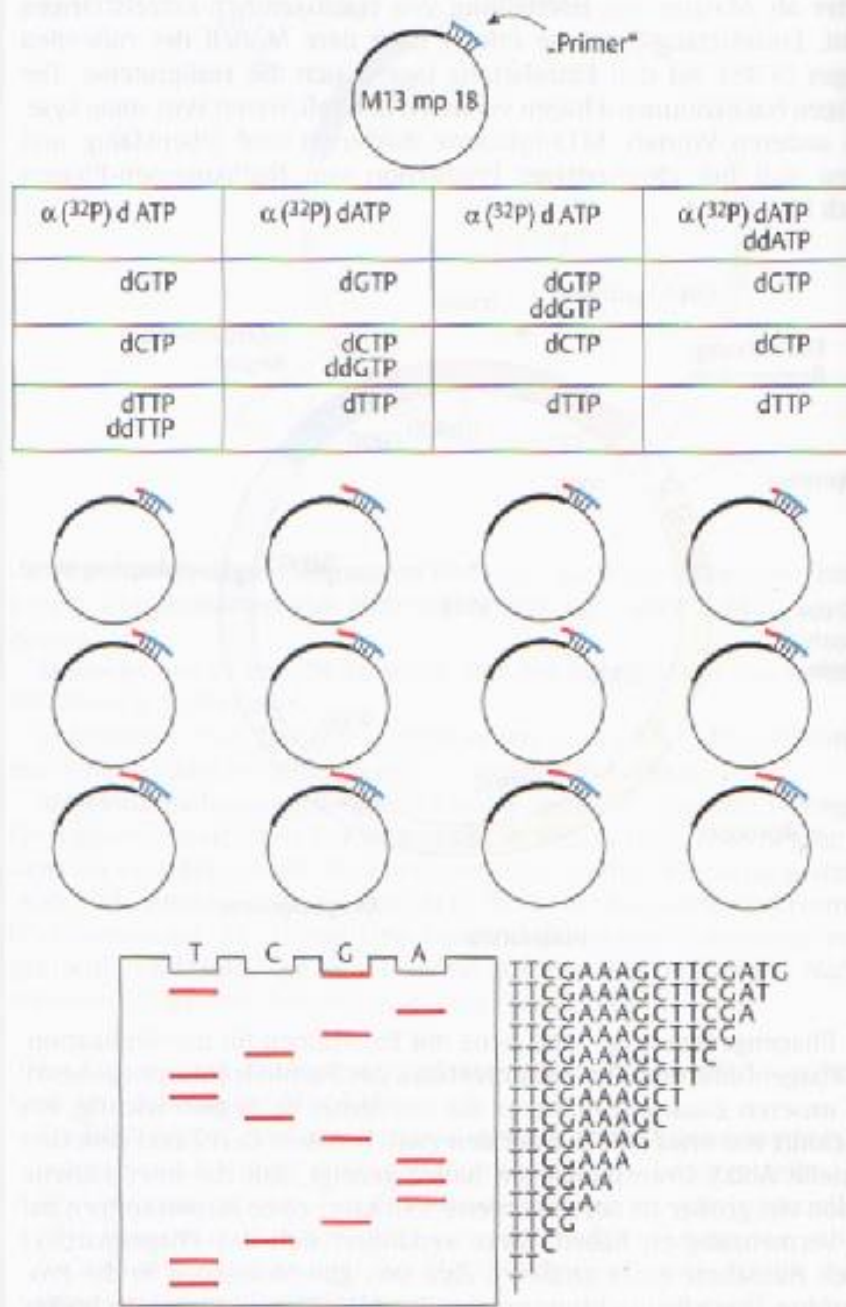 „Primer“
M13 mp 18
α (³²P) d ATP α (³²P) dATP α (³²P) d ATP α (³²P) dATP
ddATP
dGTP dGTP dGTP dGTP
ddGTP
dCTP dCTP dCTP dCTP
ddGTP
dTTP dTTP dTTP dTTP
ddTTP
T C G A
TTCGAAAGCTTCGATG
TTCGAAAGCTTCGAT
TTCGAAAGCTTCGA
TTCGAAAGCTTCG
TTCGAAAGCTTC
TTCGAAAGCTT
TTCGAAAGCT
TTCGAAAGC
TTCGAAAG
TTCGAAA
TTCGAA
TTCGA
TTCG
TTC
TT
T